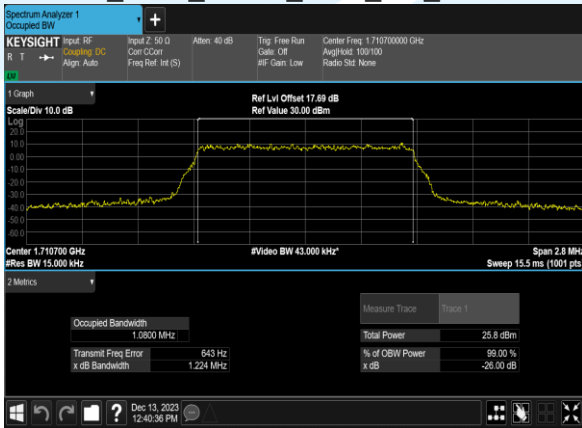 Spectrum Analyzer 1
Occupied BW
+
KEYSIGHT Input: RF Input Z: 50 Ω Atten: 40 dB Trig: Free Run Center Freq: 1.710700000 GHz
R T Coupling: DC Corr CCorr Gate: Off Avg|Hold: 100/100
Align: Auto Freq Ref: Int (S) #IF Gain: Low Radio Std: None
LXI
1 Graph
Ref Lvl Offset 17.69 dB
Scale/Div 10.0 dB Ref Value 30.00 dBm
Log
20.0
10.0
0.00
-10.0
-20.0
-30.0
-40.0
-50.0
-60.0
Center 1.710700 GHz #Video BW 43.000 kHz* Span 2.8 MHz
#Res BW 15.000 kHz Sweep 15.5 ms (1001 pts)
2 Metrics
Measure Trace Trace 1
Occupied Bandwidth
1.0800 MHz Total Power 25.8 dBm
Transmit Freq Error 643 Hz % of OBW Power 99.00 %
x dB Bandwidth 1.224 MHz x dB -26.00 dB
? Dec 13, 2023
12:40:36 PM